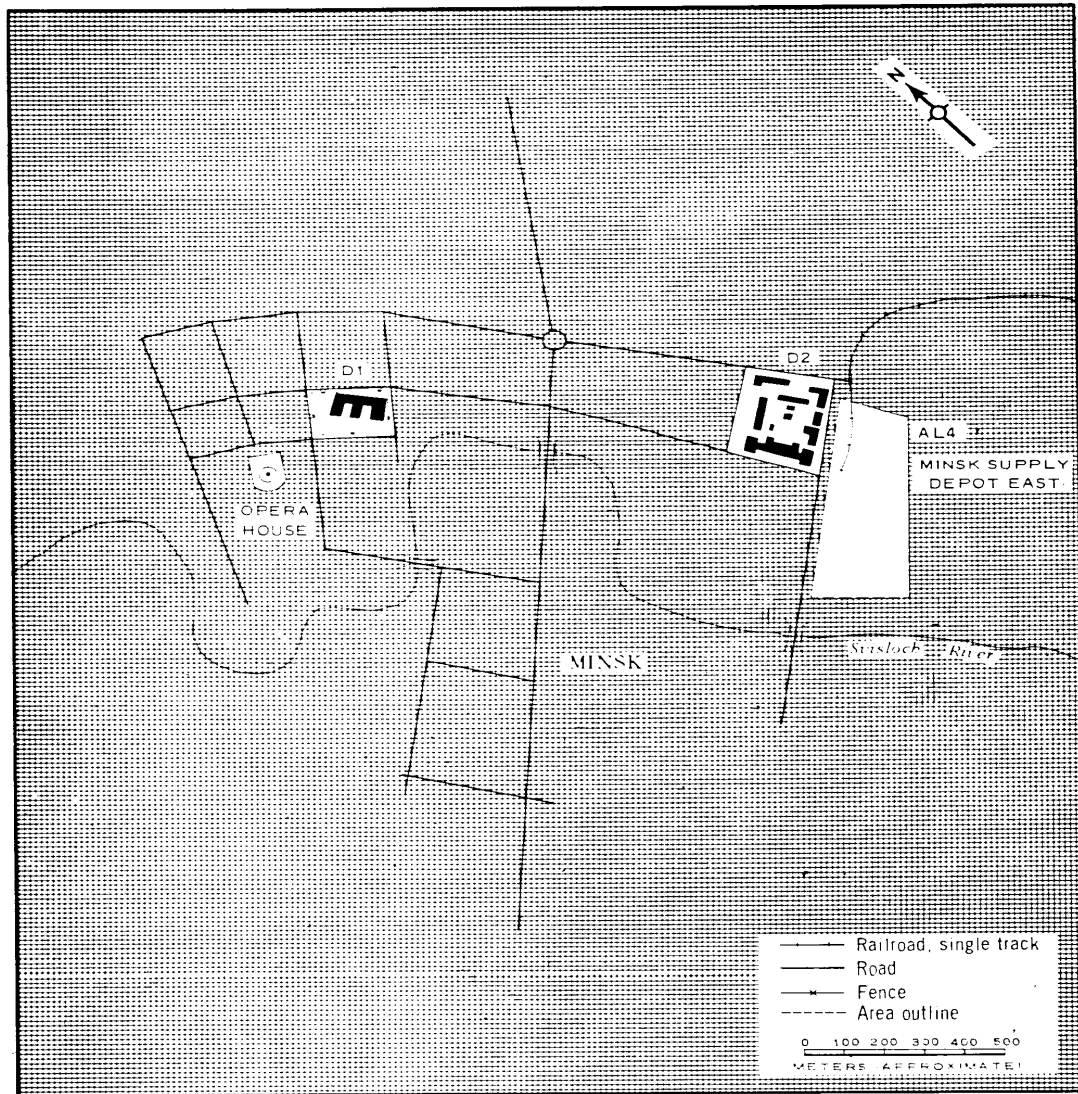 N
D1
D2
AL4
MINSK SUPPLY
DEPOT EAST
OPERA
HOUSE
MINSK
Svisloch River
Railroad, single track
Road
Fence
Area outline
0 100 200 300 400 500
METERS (APPROXIMATE)